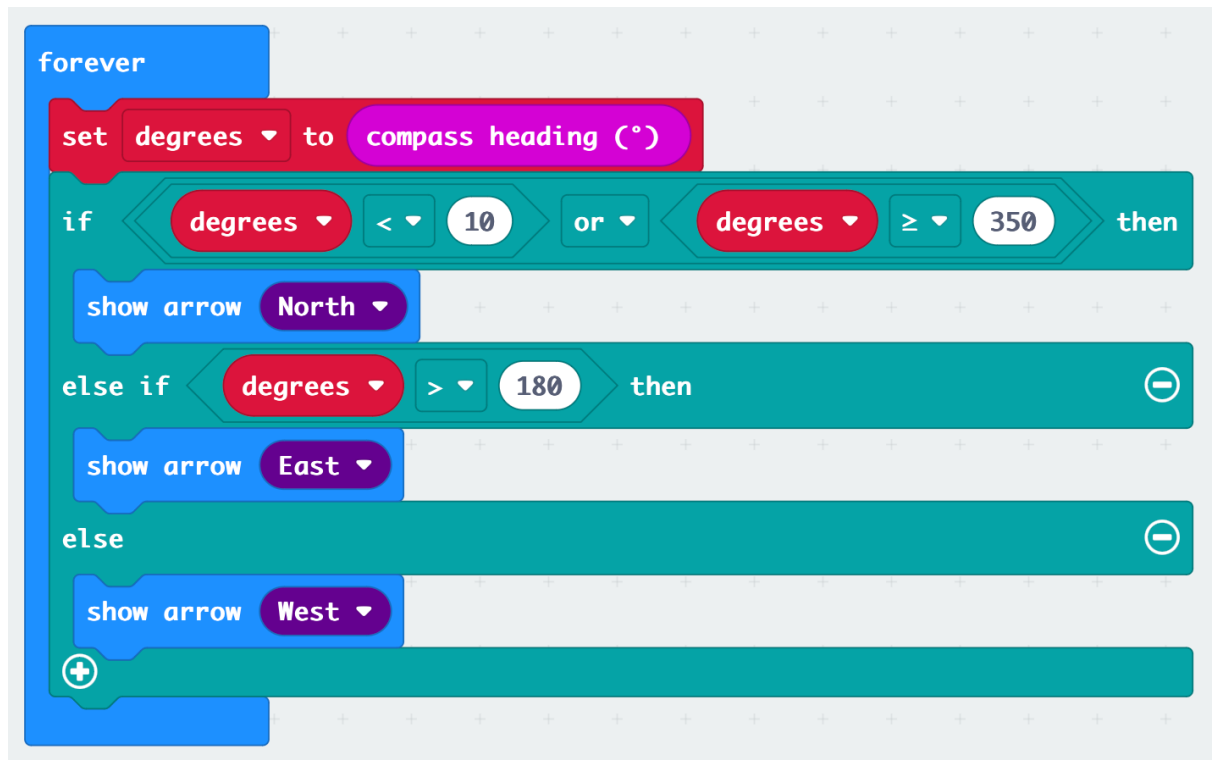 forever
set degrees to compass heading (°)
if degrees < 10 or degrees ≥ 350 then
show arrow North
else if degrees > 180 then
show arrow East
else
show arrow West